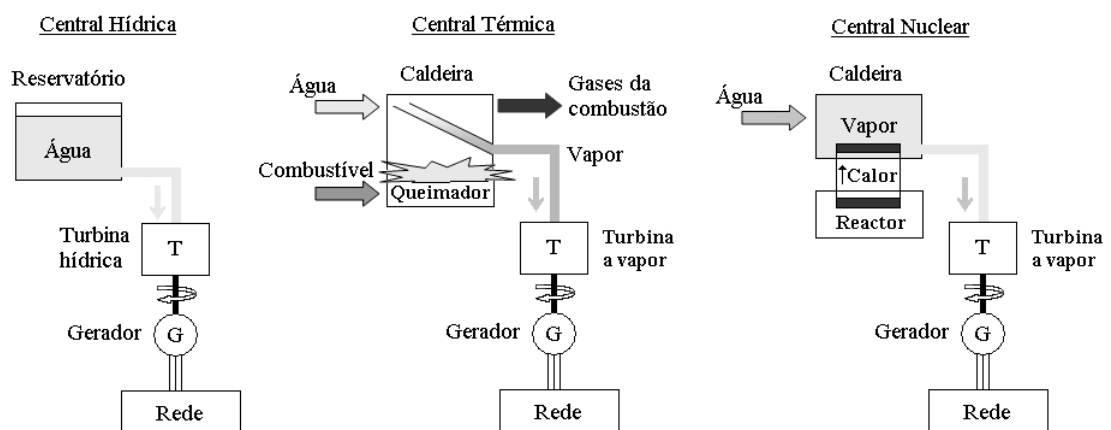 Central Hídrica
Reservatório
Água
Turbina
hídrica
T
Gerador
G
Rede
Central Térmica
Caldeira
Água
Gases da
combustão
Combustível
Queimador
Vapor
T
Turbina
a vapor
Gerador
G
Rede
Central Nuclear
Caldeira
Água
Vapor
Calor
Reactor
T
Turbina
a vapor
Gerador
G
Rede